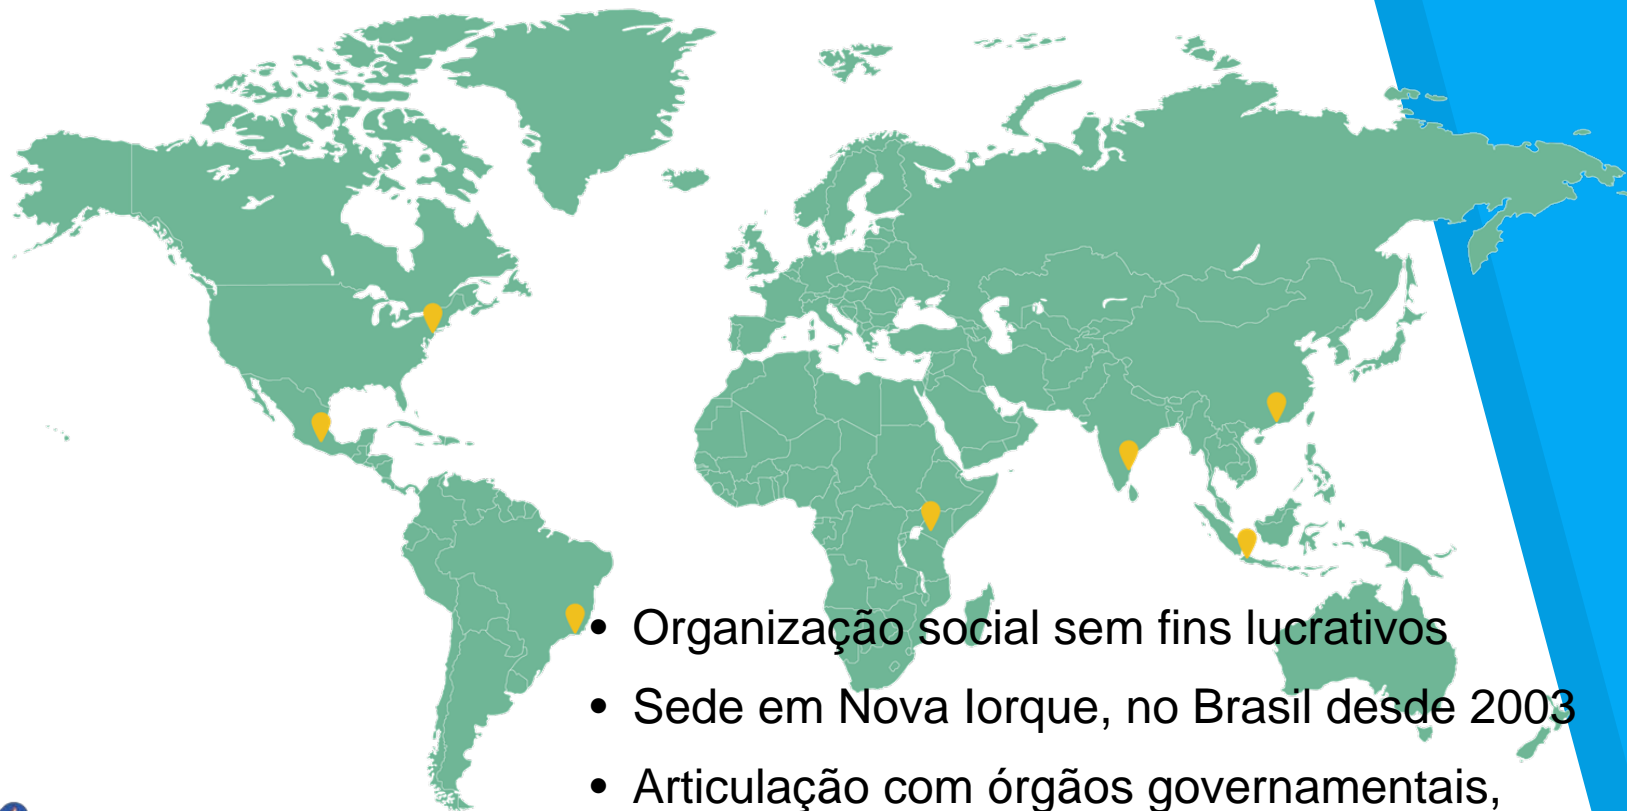 • Organização social sem fins lucrativos
• Sede em Nova Iorque, no Brasil desde 2003
• Articulação com órgãos governamentais,